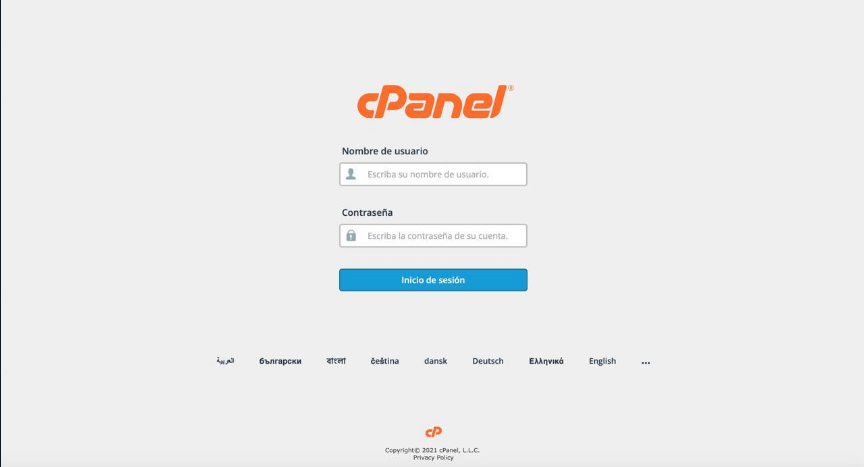 cPanel®
Nombre de usuario
Escriba su nombre de usuario.
Contraseña
Escriba la contraseña de su cuenta.
Inicio de sesión
العربية български বাংলা čeština dansk Deutsch Ελληνικά English ...
cP
Copyright© 2021 cPanel, L.L.C.
Privacy Policy